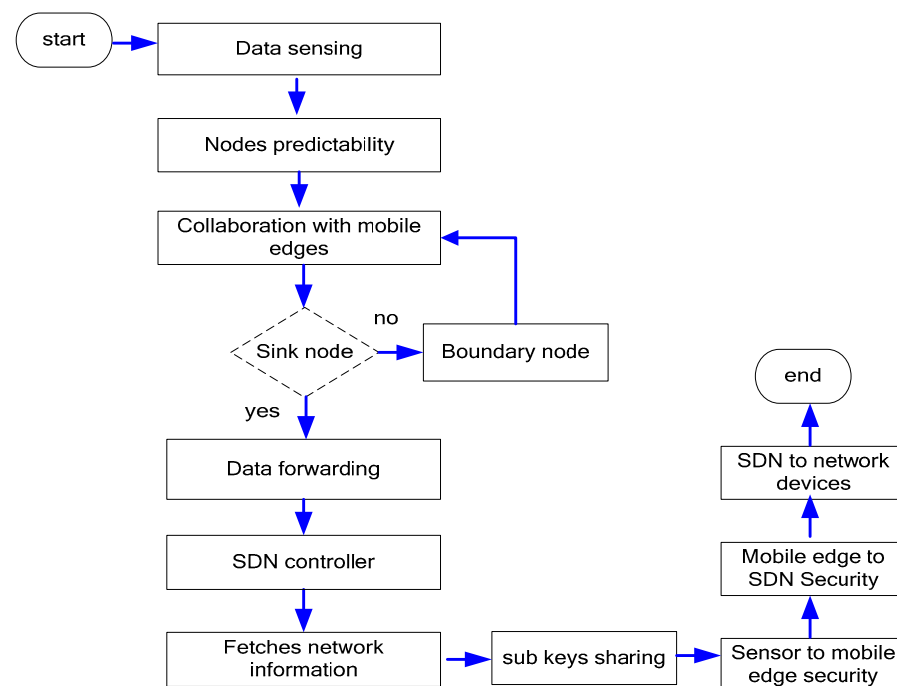 start
Data sensing
Nodes predictability
Collaboration with mobile
edges
no
Sink node
Boundary node
yes
Data forwarding
SDN controller
Fetches network
information
sub keys sharing
Sensor to mobile
edge security
Mobile edge to
SDN Security
SDN to network
devices
end